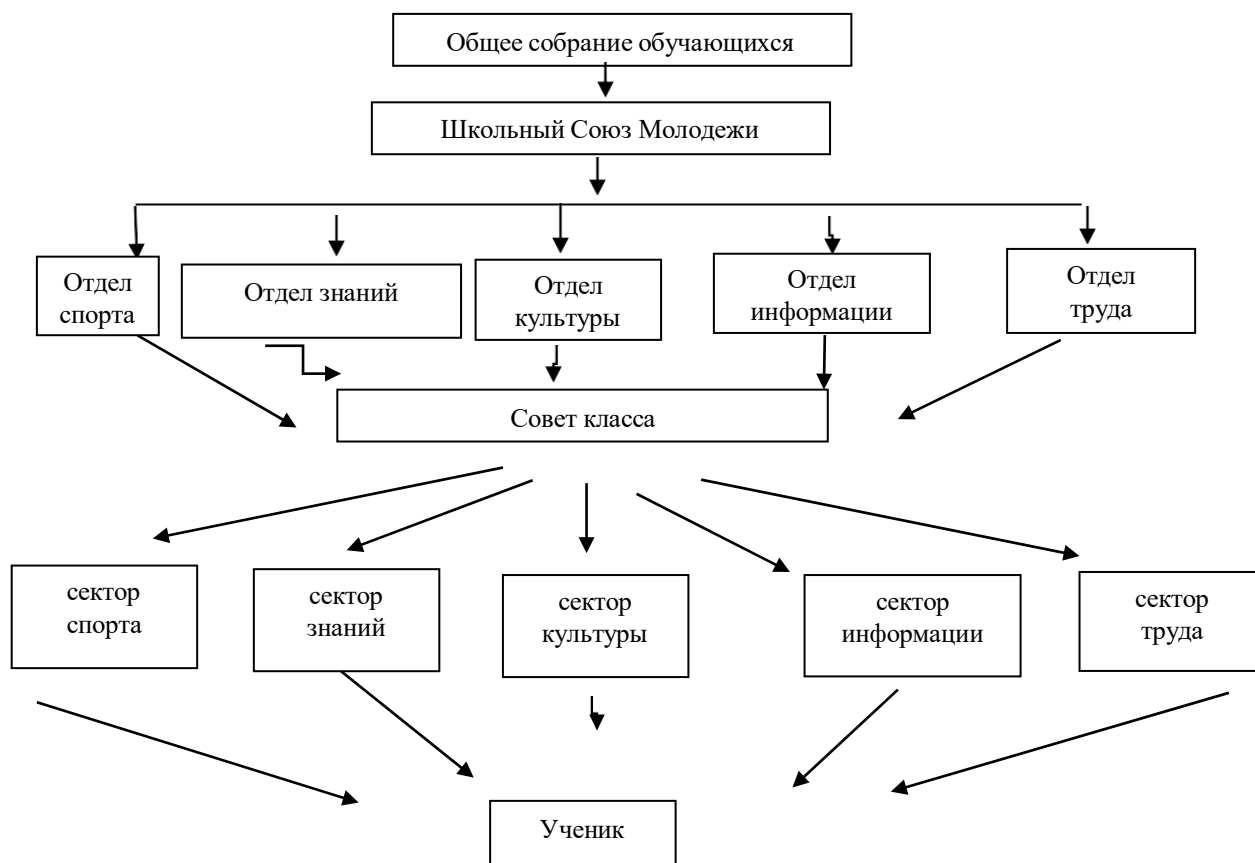 Общее собрание обучающихся
Школьный Союз Молодежи
Отдел
спорта
Отдел знаний
Отдел
культуры
Отдел
информации
Отдел
труда
Совет класса
сектор
спорта
сектор
знаний
сектор
культуры
сектор
информации
сектор
труда
Ученик